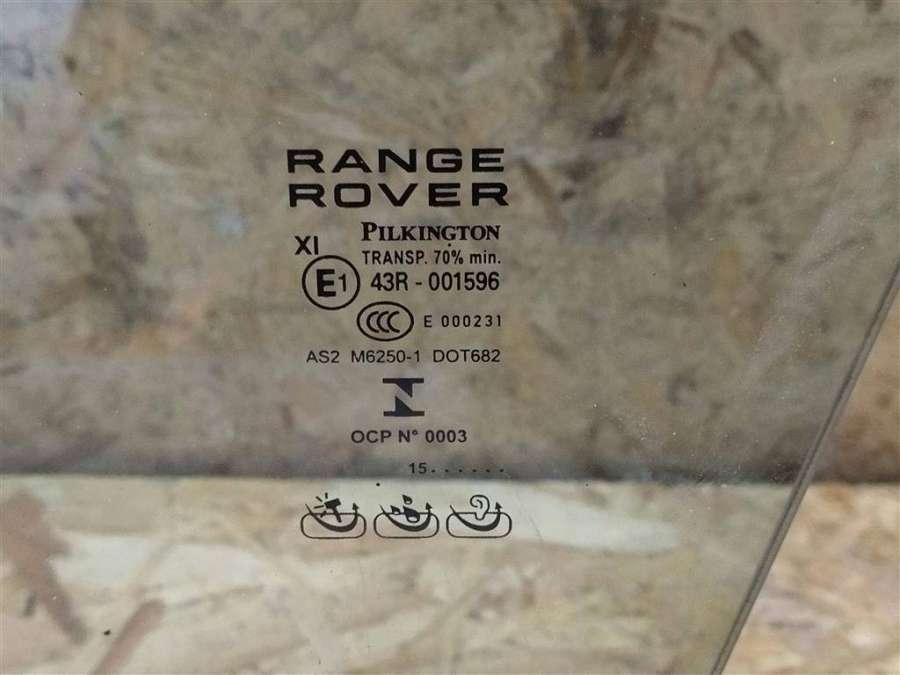 RANGE
ROVER
PILKINGTON
XI
TRANSP. 70% min.
E1 43R - 001596
CCC E 000231
AS2 M6250-1 DOT682
N
OCP N° 0003
15......